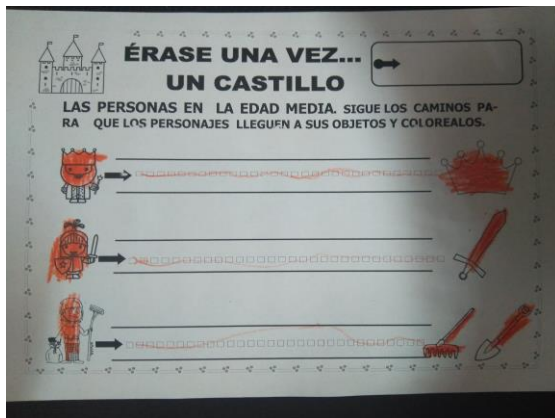 ÉRASE UNA VEZ...
UN CASTILLO
LAS PERSONAS EN LA EDAD MEDIA. SIGUE LOS CAMINOS PA-
RA QUE LOS PERSONAJES LLEGUEN A SUS OBJETOS Y COLOREALOS.